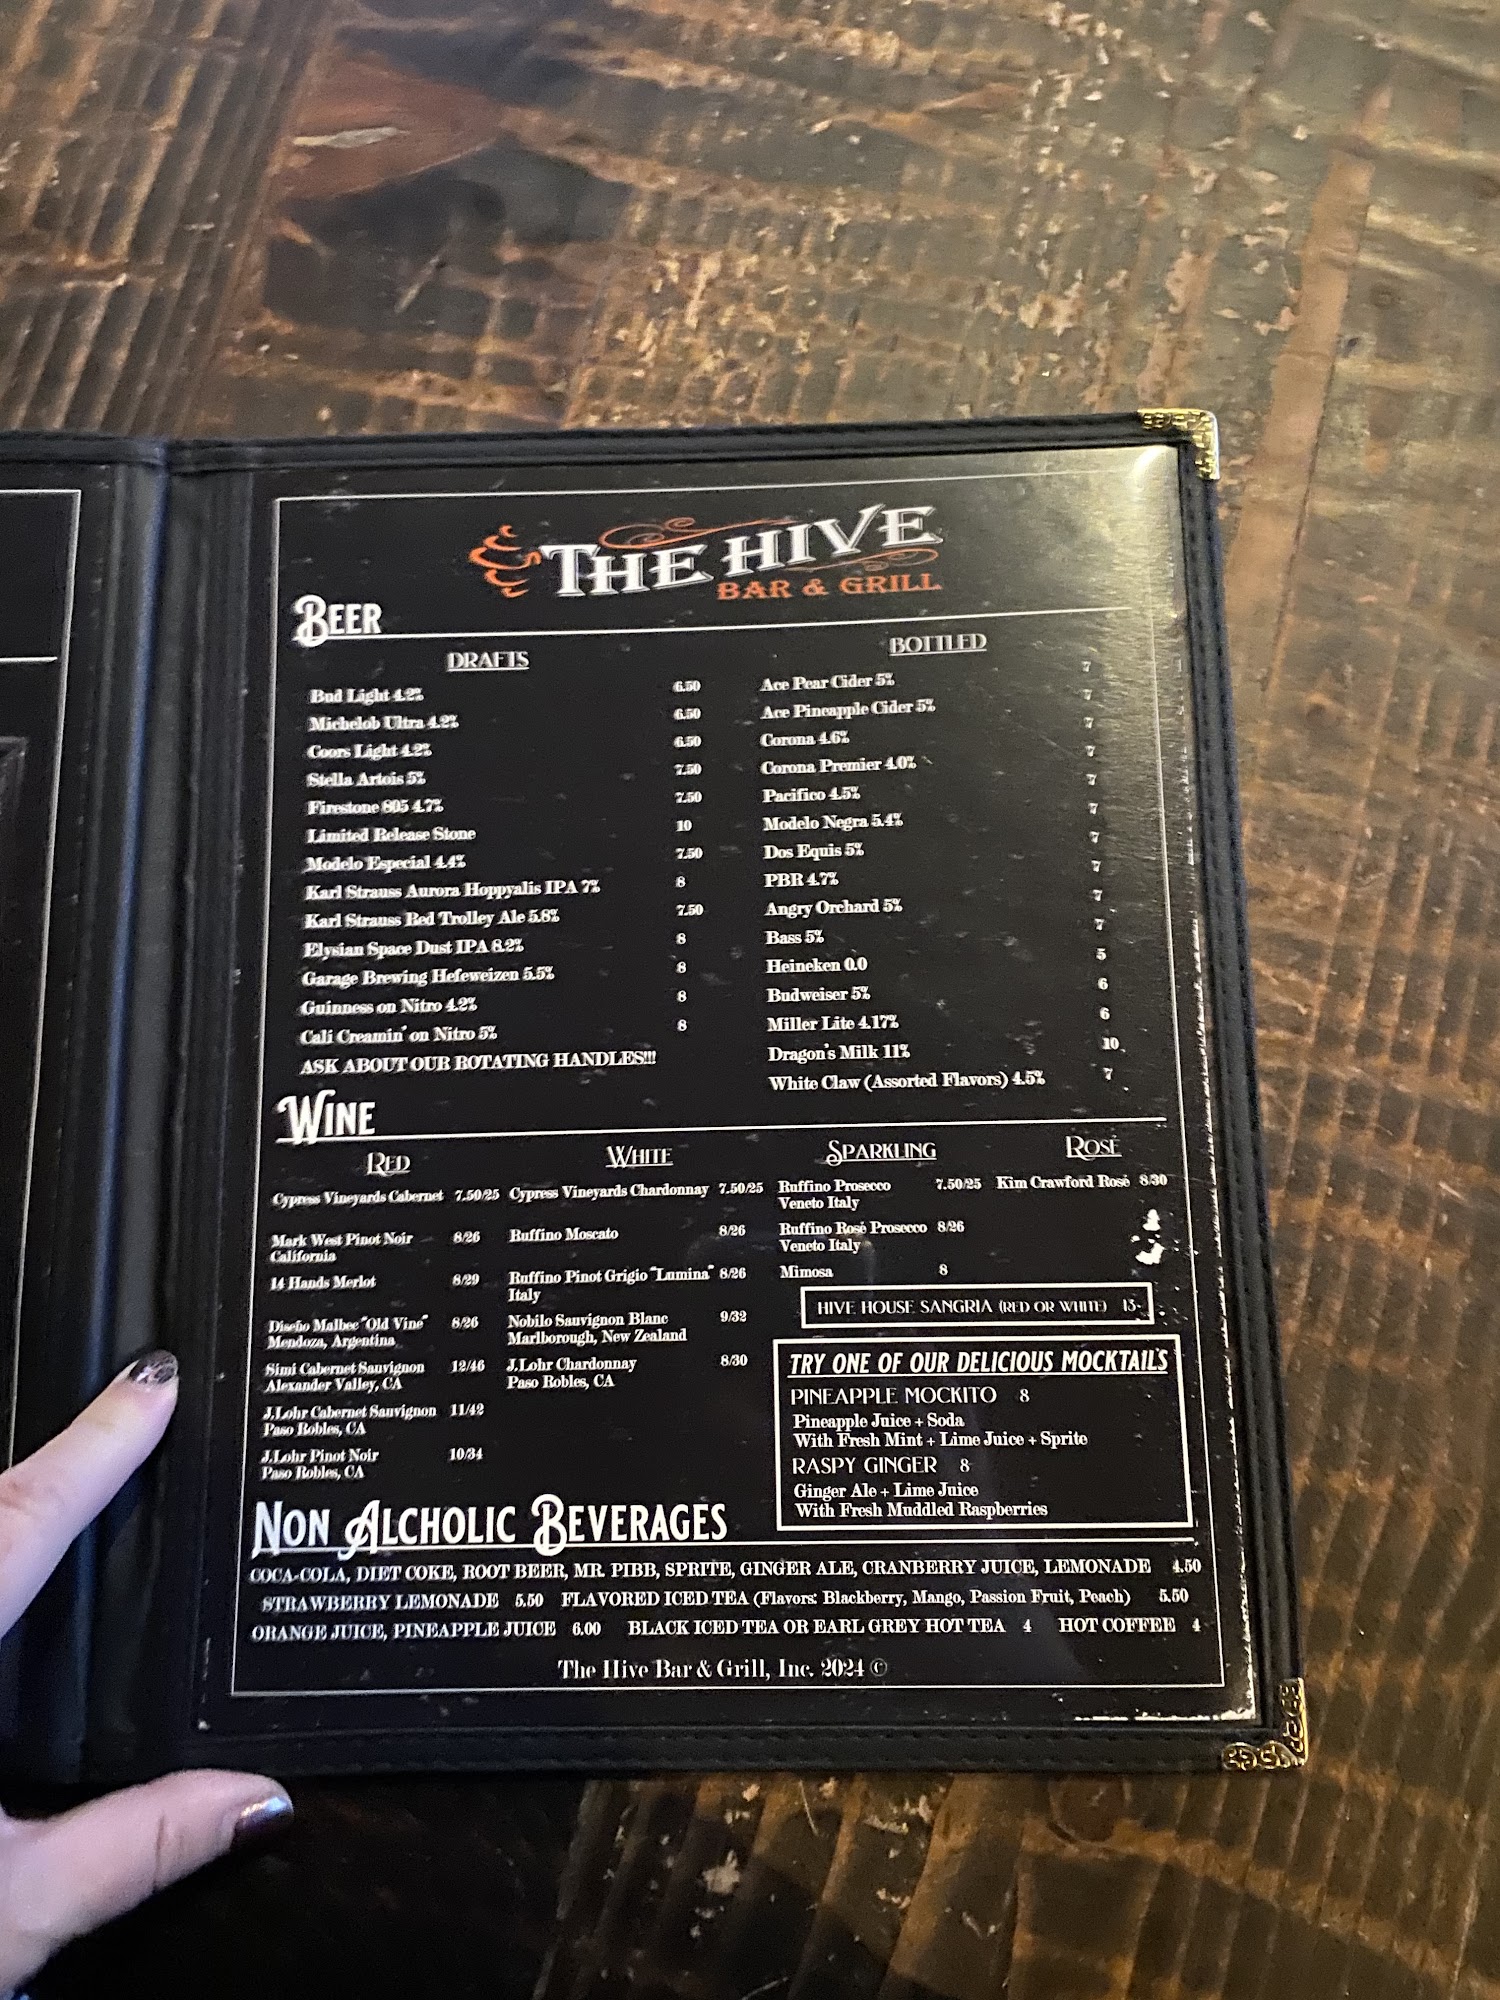 THE HIVE
BAR & GRILL
BEER
DRAFTS
Bud Light 4.2% 6.50
Michelob Ultra 4.2% 6.50
Coors Light 4.2% 6.50
Stella Artois 5% 7.50
Firestone 805 4.7% 7.50
Limited Release Stone 10
Modelo Especial 4.4% 7.50
Karl Strauss Aurora Hoppyalis IPA 7% 8
Karl Strauss Red Trolley Ale 5.8% 7.50
Elysian Space Dust IPA 8.2% 8
Garage Brewing Hefeweizen 5.5% 8
Guinness on Nitro 4.2% 8
Cali Creamin' on Nitro 5% 8
ASK ABOUT OUR ROTATING HANDLES!!!
BOTTLED
Ace Pear Cider 5% 7
Ace Pineapple Cider 5% 7
Corona 4.6% 7
Corona Premier 4.0% 7
Pacifico 4.5% 7
Modelo Negra 5.4% 7
Dos Equis 5% 7
PBR 4.7% 7
Angry Orchard 5% 7
Bass 5% 7
Heineken 0.0 5
Budweiser 5% 6
Miller Lite 4.17% 6
Dragon's Milk 11% 10
White Claw (Assorted Flavors) 4.5% 7
WINE
RED
Cypress Vineyards Cabernet 7.50/25
Mark West Pinot Noir 8/26
California
14 Hands Merlot 8/29
Diseño Malbec "Old Vine" 8/26
Mendoza, Argentina
Simi Cabernet Sauvignon 12/46
Alexander Valley, CA
J.Lohr Cabernet Sauvignon 11/42
Paso Robles, CA
J.Lohr Pinot Noir 10/34
Paso Robles, CA
WHITE
Cypress Vineyards Chardonnay 7.50/25
Ruffino Moscato 8/26
Ruffino Pinot Grigio "Lumina" 8/26
Italy
Nobilo Sauvignon Blanc 9/32
Marlborough, New Zealand
J.Lohr Chardonnay 8/30
Paso Robles, CA
SPARKLING
Ruffino Prosecco 7.50/25
Veneto Italy
Ruffino Rosé Prosecco 8/26
Veneto Italy
Mimosa 8
ROSÉ
Kim Crawford Rosé 8/30
HIVE HOUSE SANGRIA (RED OR WHITE) 13
TRY ONE OF OUR DELICIOUS MOCKTAILS
PINEAPPLE MOCKITO 8
Pineapple Juice + Soda
With Fresh Mint + Lime Juice + Sprite
RASPY GINGER 8
Ginger Ale + Lime Juice
With Fresh Muddled Raspberries
NON ALCHOLIC BEVERAGES
COCA-COLA, DIET COKE, ROOT BEER, MR. PIBB, SPRITE, GINGER ALE, CRANBERRY JUICE, LEMONADE 4.50
STRAWBERRY LEMONADE 5.50 FLAVORED ICED TEA (Flavors: Blackberry, Mango, Passion Fruit, Peach) 5.50
ORANGE JUICE, PINEAPPLE JUICE 6.00 BLACK ICED TEA OR EARL GREY HOT TEA 4 HOT COFFEE 4
The Hive Bar & Grill, Inc. 2024 ©